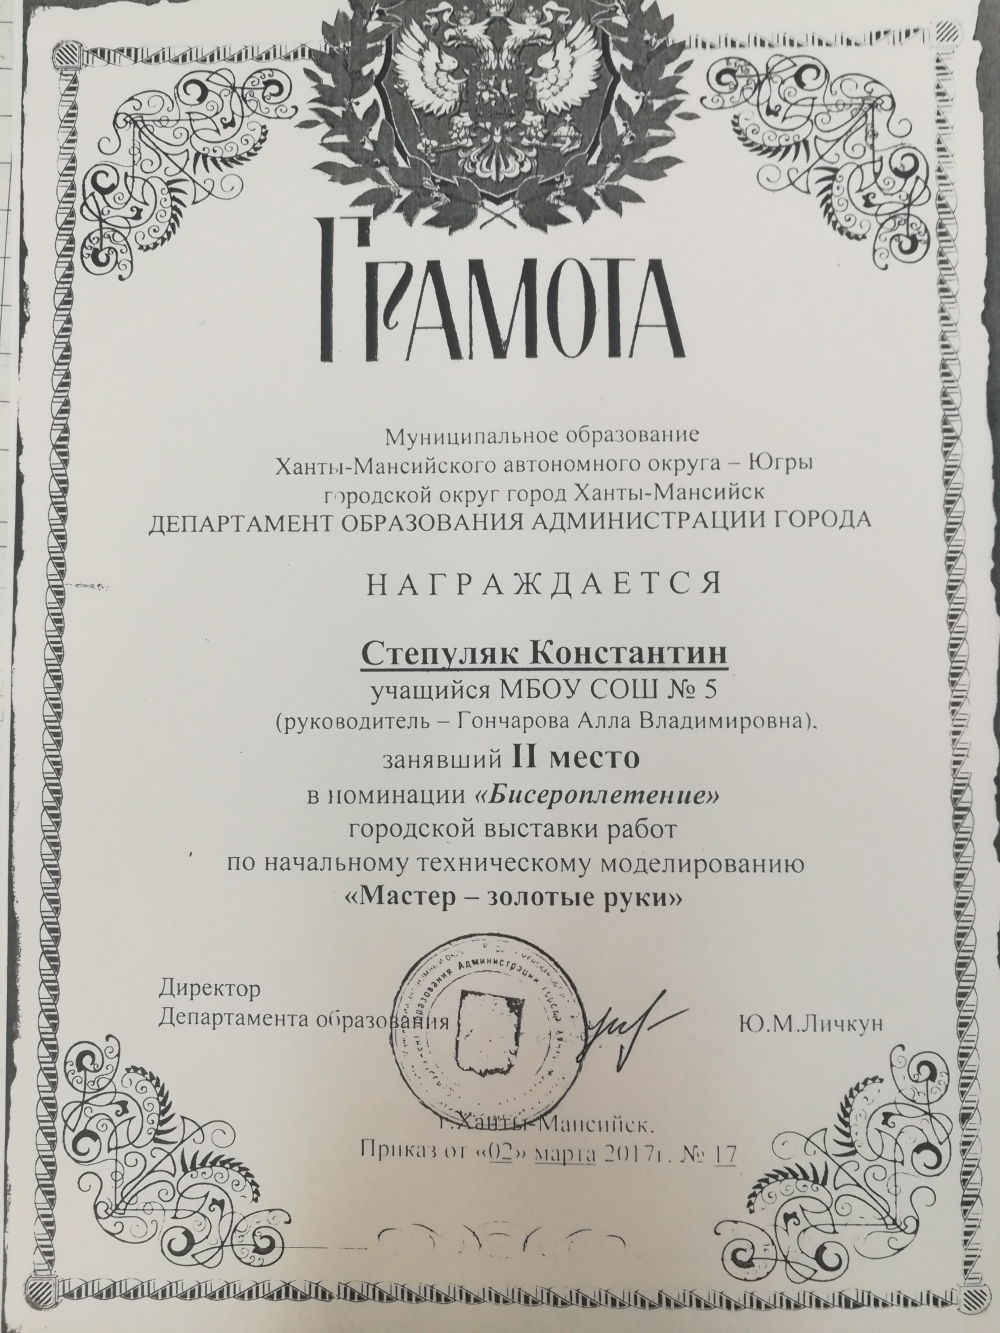 ГРАМОТА
Муниципальное образование
Ханты-Мансийского автономного округа – Югры
городской округ город Ханты-Мансийск
ДЕПАРТАМЕНТ ОБРАЗОВАНИЯ АДМИНИСТРАЦИИ ГОРОДА
НАГРАЖДАЕТСЯ
Степуляк Константин
учащийся МБОУ СОШ № 5
(руководитель – Гончарова Алла Владимировна),
занявший II место
в номинации «Бисероплетение»
городской выставки работ
по начальному техническому моделированию
«Мастер – золотые руки»
Директор
Департамента образования
Ю.М.Личкун
образования Администрации города
г.Ханты-Мансийск.
Приказ от «02» марта 2017г. № 17